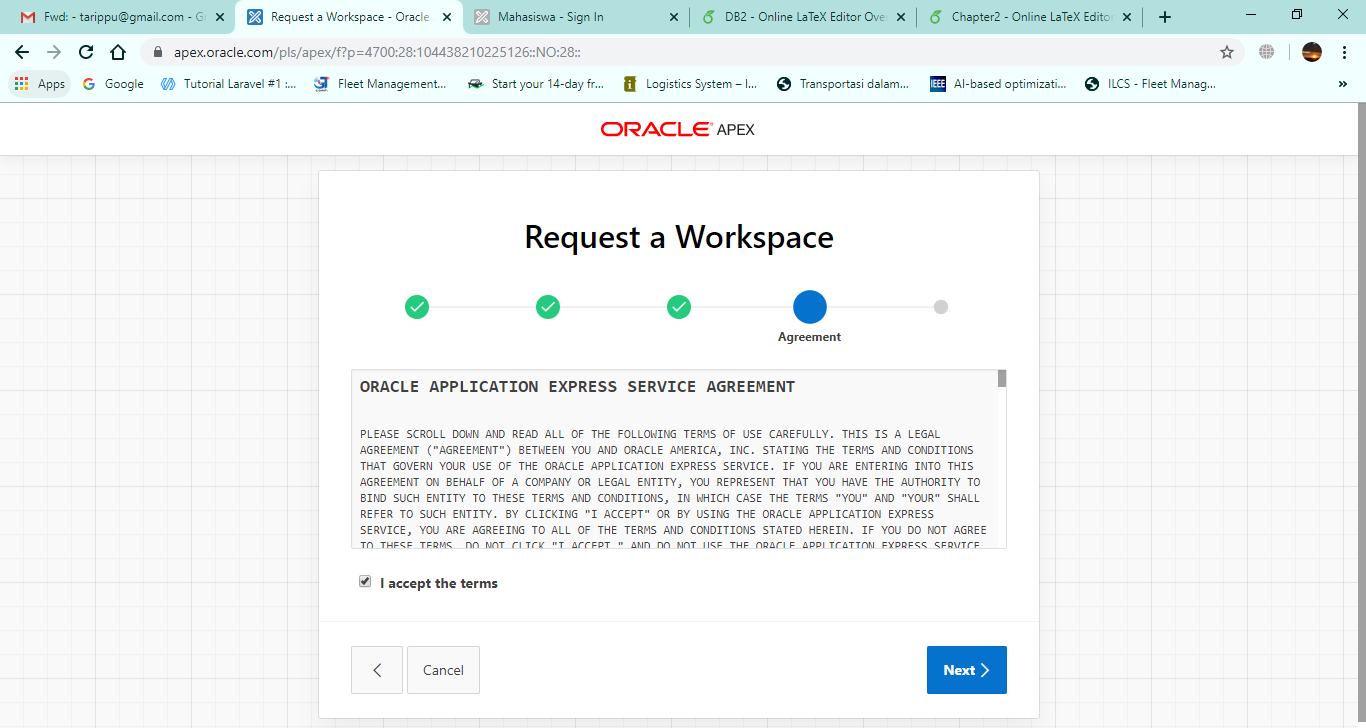 Fwd: - tarippu@gmail.com - G
Request a Workspace - Oracle
Mahasiswa - Sign In
DB2 - Online LaTeX Editor Ove
Chapter2 - Online LaTeX Editor
apex.oracle.com/pls/apex/f?p=4700:28:104438210225126::NO:28::
Apps
Google
Tutorial Laravel #1 :...
Fleet Management...
Start your 14-day fr...
Logistics System – I...
Transportasi dalam...
IEEE
AI-based optimizati...
ILCS - Fleet Manag...
»
ORACLE® APEX
Request a Workspace
Agreement
ORACLE APPLICATION EXPRESS SERVICE AGREEMENT
PLEASE SCROLL DOWN AND READ ALL OF THE FOLLOWING TERMS OF USE CAREFULLY. THIS IS A LEGAL
AGREEMENT ("AGREEMENT") BETWEEN YOU AND ORACLE AMERICA, INC. STATING THE TERMS AND CONDITIONS
THAT GOVERN YOUR USE OF THE ORACLE APPLICATION EXPRESS SERVICE. IF YOU ARE ENTERING INTO THIS
AGREEMENT ON BEHALF OF A COMPANY OR LEGAL ENTITY, YOU REPRESENT THAT YOU HAVE THE AUTHORITY TO
BIND SUCH ENTITY TO THESE TERMS AND CONDITIONS, IN WHICH CASE THE TERMS "YOU" AND "YOUR" SHALL
REFER TO SUCH ENTITY. BY CLICKING "I ACCEPT" OR BY USING THE ORACLE APPLICATION EXPRESS
SERVICE, YOU ARE AGREEING TO ALL OF THE TERMS AND CONDITIONS STATED HEREIN. IF YOU DO NOT AGREE
TO THESE TERMS, DO NOT CLICK "I ACCEPT," AND DO NOT USE THE ORACLE APPLICATION EXPRESS SERVICE
I accept the terms
Cancel
Next